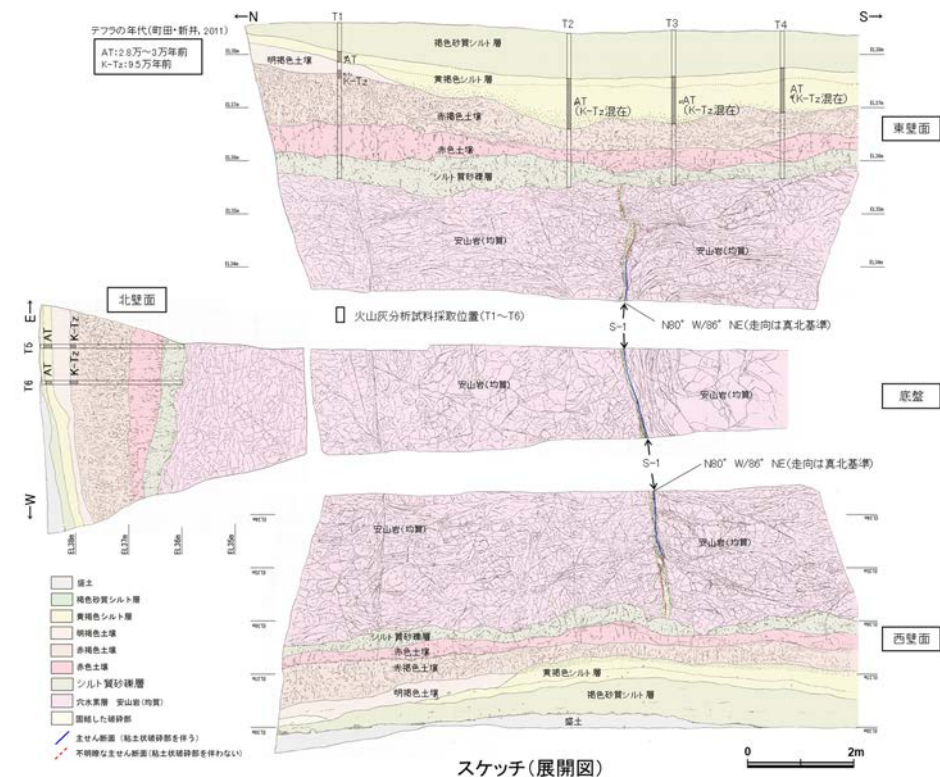 テフラの年代(町田・新井, 2011)
AT:2.8万~3万年前
K-Tz:9.5万年前
←N
T1
T2
T3
T4
S→
EL38m
EL37m
EL36m
EL35m
EL34m
褐色砂質シルト層
明褐色土壌
AT
K-Tz
黄褐色シルト層
AT
(K-Tz混在)
AT
(K-Tz混在)
AT
(K-Tz混在)
赤褐色土壌
赤色土壌
シルト質砂礫層
安山岩(均質)
安山岩(均質)
東壁面
北壁面
E→
T5
AT
K-Tz
T6
AT
K-Tz
←W
EL38m
EL37m
EL36m
EL35m
火山灰分析試料採取位置(T1~T6)
S-1
N80° W/86° NE(走向は真北基準)
安山岩(均質)
安山岩(均質)
底盤
S-1
N80° W/86° NE(走向は真北基準)
安山岩(均質)
安山岩(均質)
シルト質砂礫層
赤色土壌
赤褐色土壌
黄褐色シルト層
明褐色土壌
褐色砂質シルト層
盛土
西壁面
盛土
褐色砂質シルト層
黄褐色シルト層
明褐色土壌
赤褐色土壌
赤色土壌
シルト質砂礫層
穴水累層 安山岩(均質)
固結した破砕部
主せん断面 (粘土状破砕部を伴う)
不明瞭な主せん断面(粘土状破砕部を伴わない)
0 2m
スケッチ(展開図)